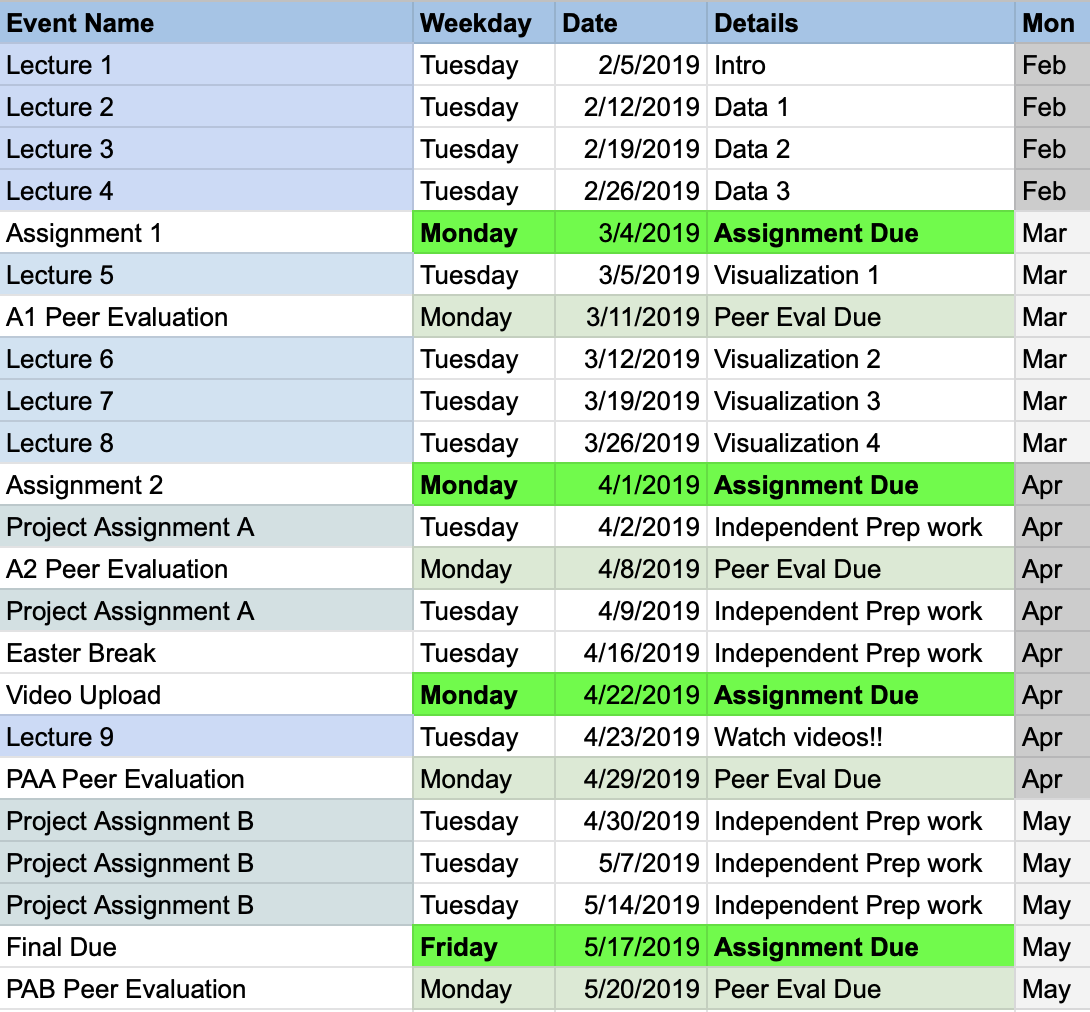 Event Name Weekday Date Details Mon
Lecture 1 Tuesday 2/5/2019 Intro Feb
Lecture 2 Tuesday 2/12/2019 Data 1 Feb
Lecture 3 Tuesday 2/19/2019 Data 2 Feb
Lecture 4 Tuesday 2/26/2019 Data 3 Feb
Assignment 1 Monday 3/4/2019 Assignment Due Mar
Lecture 5 Tuesday 3/5/2019 Visualization 1 Mar
A1 Peer Evaluation Monday 3/11/2019 Peer Eval Due Mar
Lecture 6 Tuesday 3/12/2019 Visualization 2 Mar
Lecture 7 Tuesday 3/19/2019 Visualization 3 Mar
Lecture 8 Tuesday 3/26/2019 Visualization 4 Mar
Assignment 2 Monday 4/1/2019 Assignment Due Apr
Project Assignment A Tuesday 4/2/2019 Independent Prep work Apr
A2 Peer Evaluation Monday 4/8/2019 Peer Eval Due Apr
Project Assignment A Tuesday 4/9/2019 Independent Prep work Apr
Easter Break Tuesday 4/16/2019 Independent Prep work Apr
Video Upload Monday 4/22/2019 Assignment Due Apr
Lecture 9 Tuesday 4/23/2019 Watch videos!! Apr
PAA Peer Evaluation Monday 4/29/2019 Peer Eval Due Apr
Project Assignment B Tuesday 4/30/2019 Independent Prep work May
Project Assignment B Tuesday 5/7/2019 Independent Prep work May
Project Assignment B Tuesday 5/14/2019 Independent Prep work May
Final Due Friday 5/17/2019 Assignment Due May
PAB Peer Evaluation Monday 5/20/2019 Peer Eval Due May